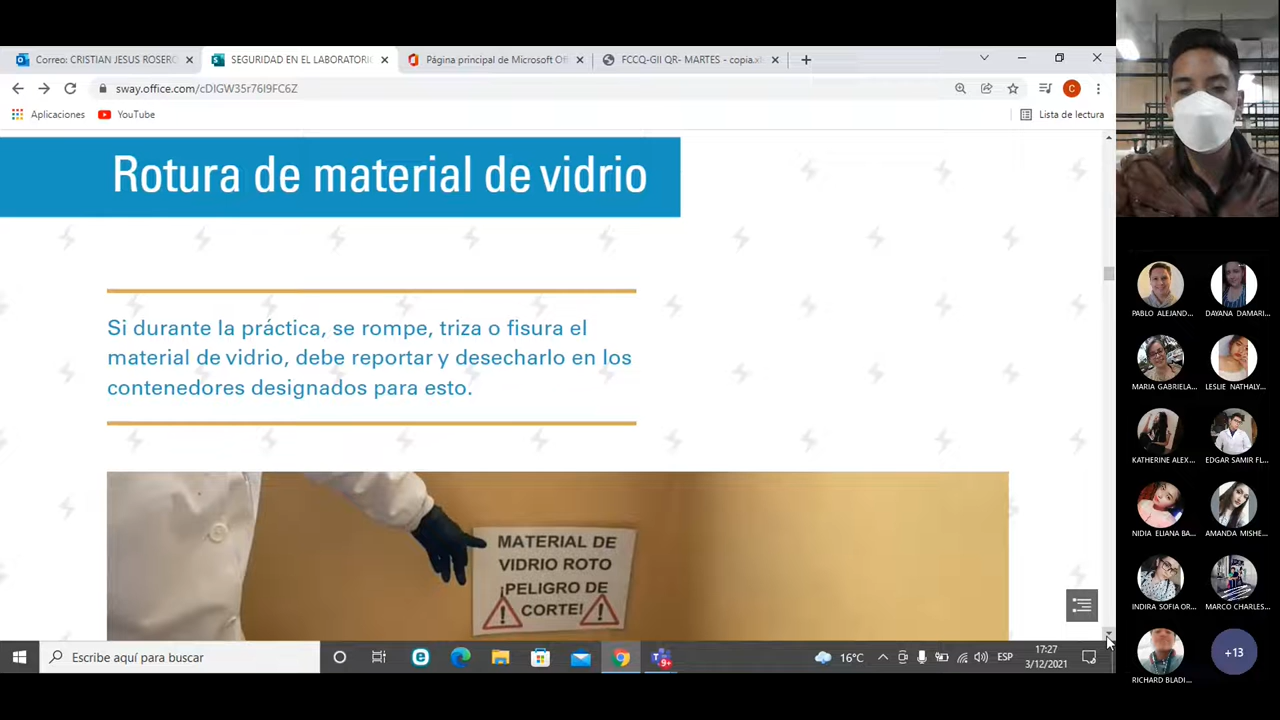 Correo: CRISTIAN JESUS ROSERO
SEGURIDAD EN EL LABORATORIO
Página principal de Microsoft Of
FCCQ-GII QR- MARTES - copia.xl
sway.office.com/cDIGW35r76I9FC6Z
Aplicaciones
YouTube
Lista de lectura
Rotura de material de vidrio
Si durante la práctica, se rompe, triza o fisura el
material de vidrio, debe reportar y desecharlo en los
contenedores designados para esto.
MATERIAL DE
VIDRIO ROTO
¡PELIGRO DE
CORTE!
PABLO ALEJAND...
DAYANA DAMARI...
MARIA GABRIELA...
LESLIE NATHALY...
KATHERINE ALEX...
EDGAR SAMIR FL...
NIDIA ELIANA BA...
AMANDA MISHE...
INDIRA SOFIA OR...
MARCO CHARLES...
RICHARD BLADI...
+13
Escribe aquí para buscar
9+
16°C
ESP
17:27
3/12/2021
C